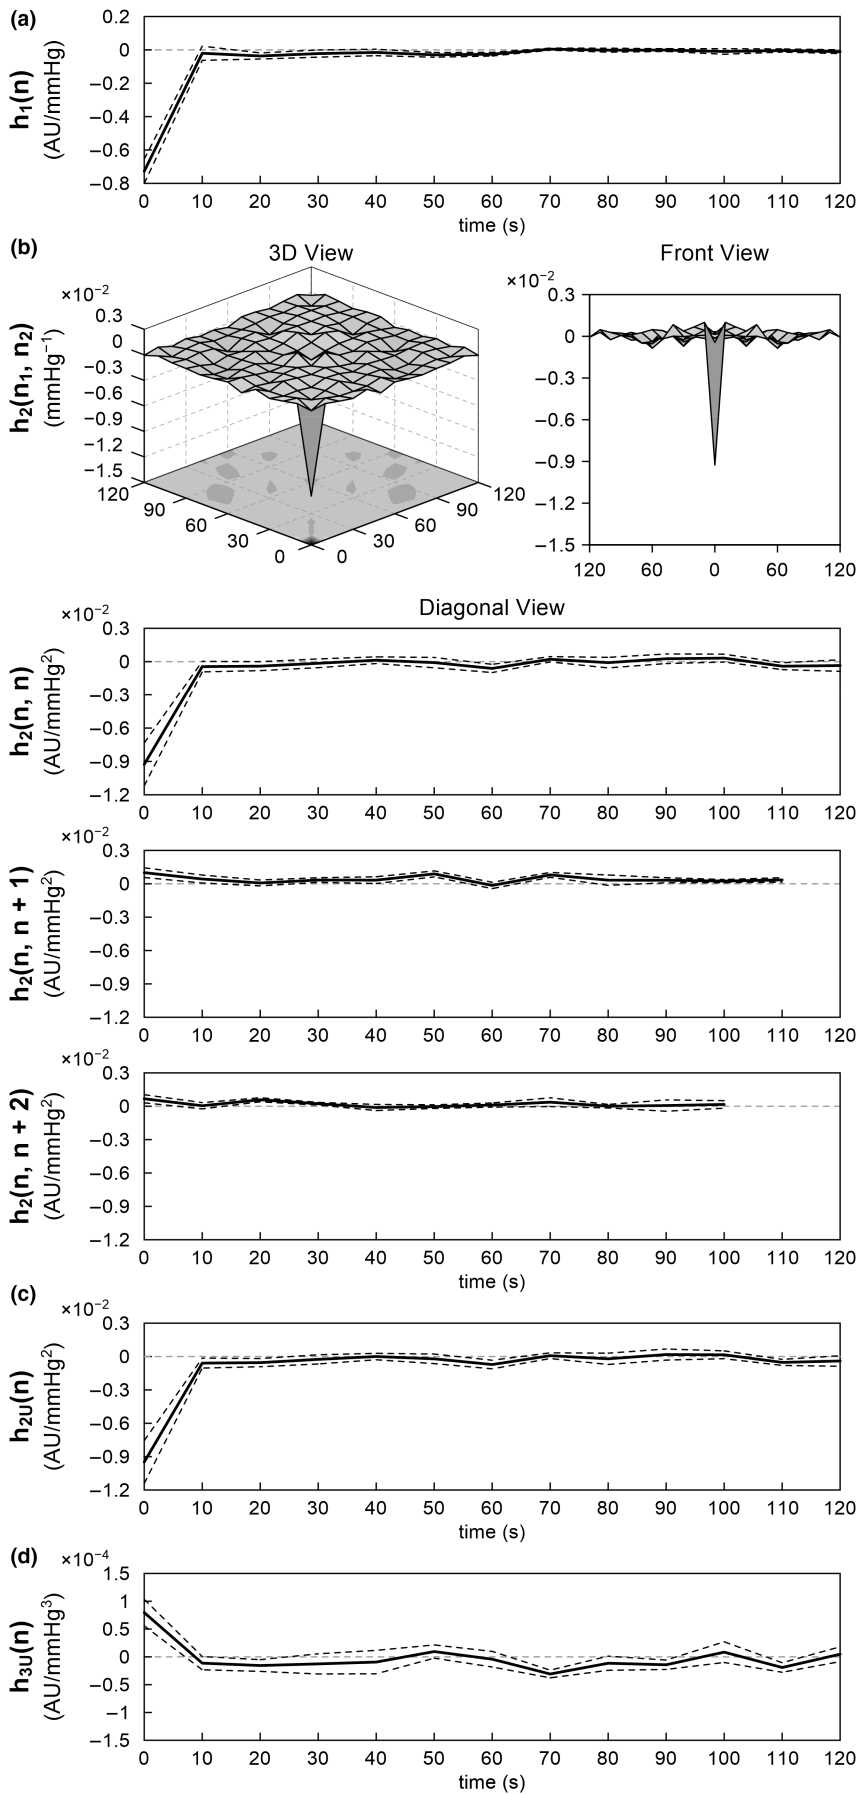 (a)
h₁(n)
(AU/mmHg)
0.2
0
−0.2
−0.4
−0.6
−0.8
0 10 20 30 40 50 60 70 80 90 100 110 120
time (s)
(b)
3D View
×10⁻²
h₂(n₁, n₂)
(mmHg⁻¹)
0.3
0
−0.3
−0.6
−0.9
−1.2
−1.5
120 90 60 30 0
0 30 60 90 120
Front View
×10⁻²
0.3
0
−0.3
−0.6
−0.9
−1.2
−1.5
120 60 0 60 120
Diagonal View
×10⁻²
h₂(n, n)
(AU/mmHg²)
0.3
0
−0.3
−0.6
−0.9
−1.2
0 10 20 30 40 50 60 70 80 90 100 110 120
×10⁻²
h₂(n, n + 1)
(AU/mmHg²)
0.3
0
−0.3
−0.6
−0.9
−1.2
0 10 20 30 40 50 60 70 80 90 100 110 120
×10⁻²
h₂(n, n + 2)
(AU/mmHg²)
0.3
0
−0.3
−0.6
−0.9
−1.2
0 10 20 30 40 50 60 70 80 90 100 110 120
time (s)
(c)
×10⁻²
h₂U(n)
(AU/mmHg²)
0.3
0
−0.3
−0.6
−0.9
−1.2
0 10 20 30 40 50 60 70 80 90 100 110 120
time (s)
(d)
×10⁻⁴
h₃U(n)
(AU/mmHg³)
1.5
1
0.5
0
−0.5
−1
−1.5
0 10 20 30 40 50 60 70 80 90 100 110 120
time (s)